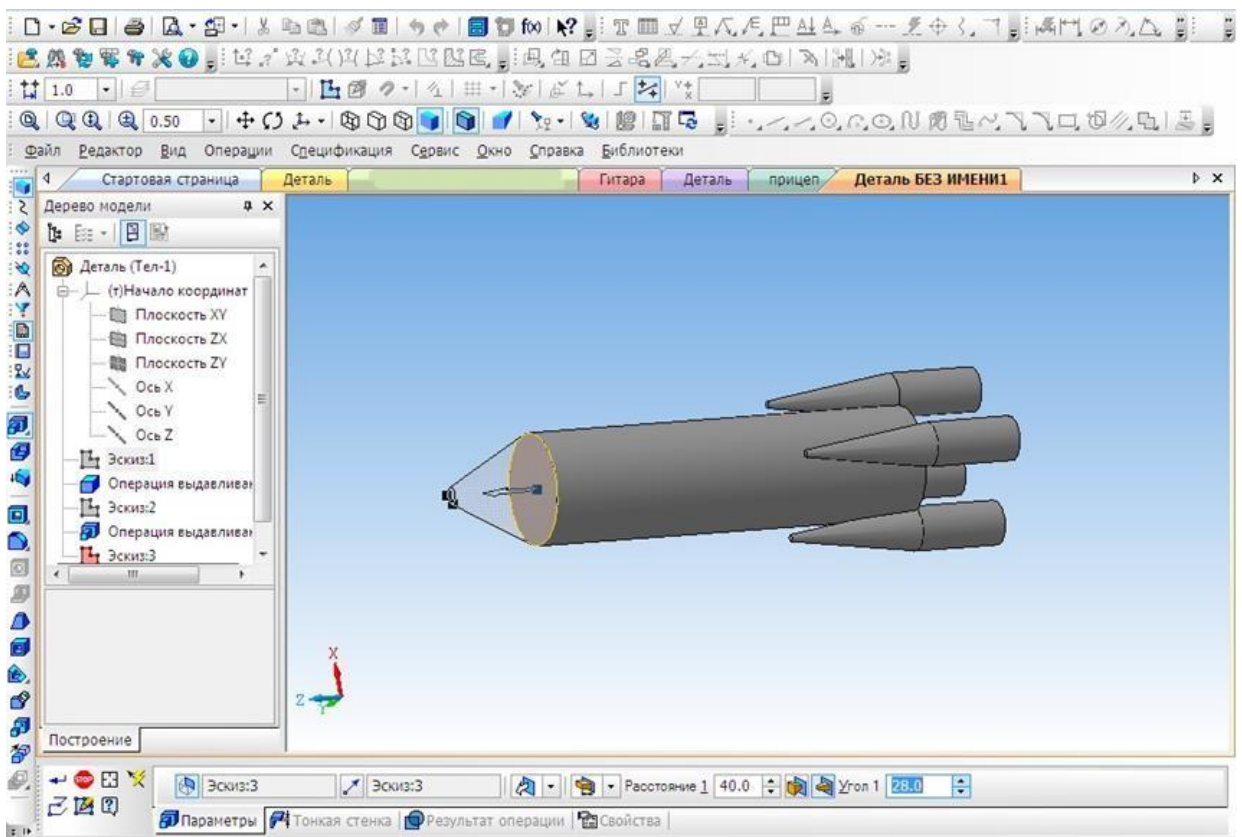 f(x)
1.0
0.50
Файл Редактор Вид Операции Спецификация Сервис Окно Справка Библиотеки
Стартовая страница Деталь Гитара Деталь прицеп Деталь БЕЗ ИМЕНИ1
Дерево модели
Деталь (Тел-1)
(т)Начало координат
Плоскость XY
Плоскость ZX
Плоскость ZY
Ось X
Ось Y
Ось Z
Эскиз:1
Операция выдавливан
Эскиз:2
Операция выдавливан
Эскиз:3
X
Z
Y
Построение
STOP Эскиз:3 Эскиз:3 Расстояние 1 40.0 Угол 1 28.0
Параметры Тонкая стенка Результат операции Свойства